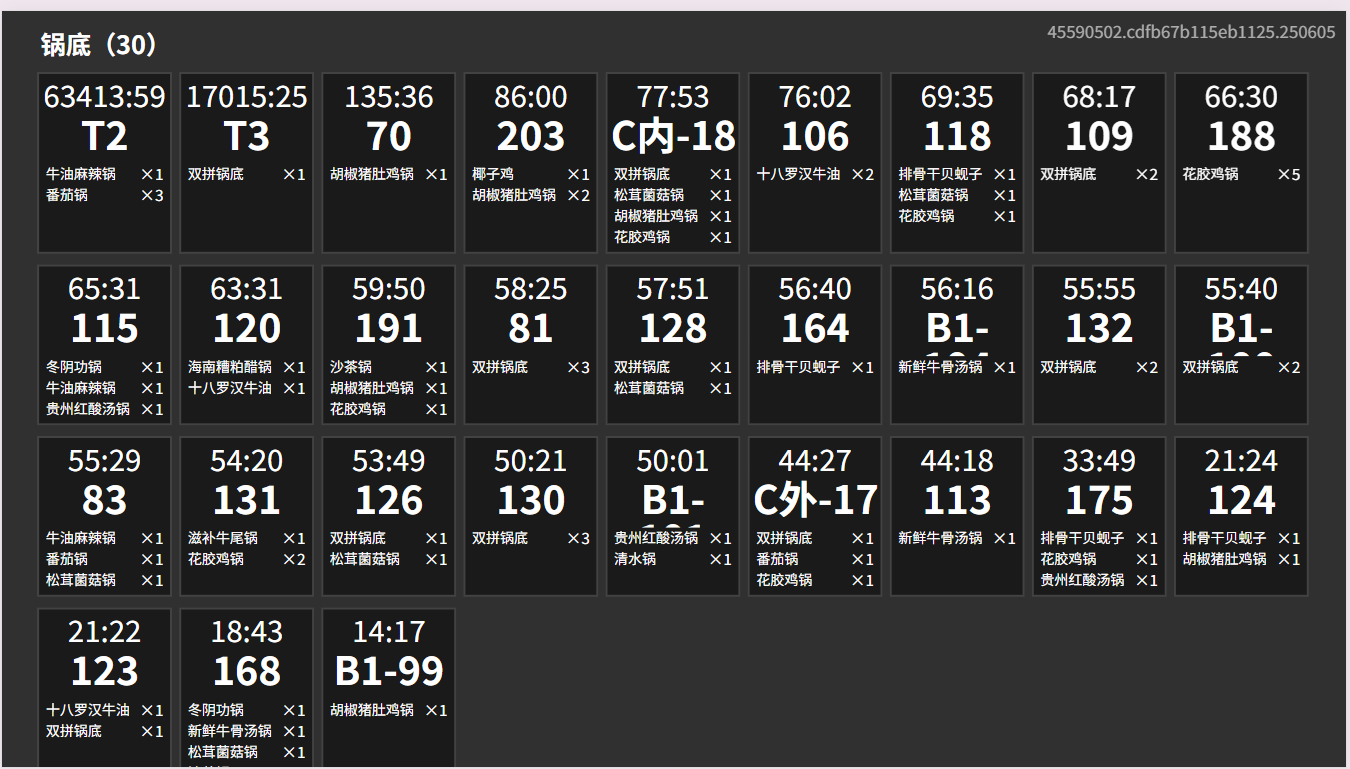 45590502.cdfb67b115eb1125.250605
锅底（30）
63413:59
T2
牛油麻辣锅 ×1
番茄锅 ×3
17015:25
T3
双拼锅底 ×1
135:36
70
胡椒猪肚鸡锅 ×1
86:00
203
椰子鸡 ×1
胡椒猪肚鸡锅 ×2
77:53
C内-18
双拼锅底 ×1
松茸菌菇锅 ×1
胡椒猪肚鸡锅 ×1
花胶鸡锅 ×1
76:02
106
十八罗汉牛油 ×2
69:35
118
排骨干贝蚬子 ×1
松茸菌菇锅 ×1
花胶鸡锅 ×1
68:17
109
双拼锅底 ×2
66:30
188
花胶鸡锅 ×5
65:31
115
冬阴功锅 ×1
牛油麻辣锅 ×1
贵州红酸汤锅 ×1
63:31
120
海南糟粕醋锅 ×1
十八罗汉牛油 ×1
59:50
191
沙茶锅 ×1
胡椒猪肚鸡锅 ×1
花胶鸡锅 ×1
58:25
81
双拼锅底 ×3
57:51
128
双拼锅底 ×1
松茸菌菇锅 ×1
56:40
164
排骨干贝蚬子 ×1
56:16
B1-
新鲜牛骨汤锅 ×1
55:55
132
双拼锅底 ×2
55:40
B1-
双拼锅底 ×2
55:29
83
牛油麻辣锅 ×1
番茄锅 ×1
松茸菌菇锅 ×1
54:20
131
滋补牛尾锅 ×1
花胶鸡锅 ×2
53:49
126
双拼锅底 ×1
松茸菌菇锅 ×1
50:21
130
双拼锅底 ×3
50:01
B1-
贵州红酸汤锅 ×1
清水锅 ×1
44:27
C外-17
双拼锅底 ×1
番茄锅 ×1
花胶鸡锅 ×1
44:18
113
新鲜牛骨汤锅 ×1
33:49
175
排骨干贝蚬子 ×1
花胶鸡锅 ×1
贵州红酸汤锅 ×1
21:24
124
排骨干贝蚬子 ×1
胡椒猪肚鸡锅 ×1
21:22
123
十八罗汉牛油 ×1
双拼锅底 ×1
18:43
168
冬阴功锅 ×1
新鲜牛骨汤锅 ×1
松茸菌菇锅 ×1
14:17
B1-99
胡椒猪肚鸡锅 ×1